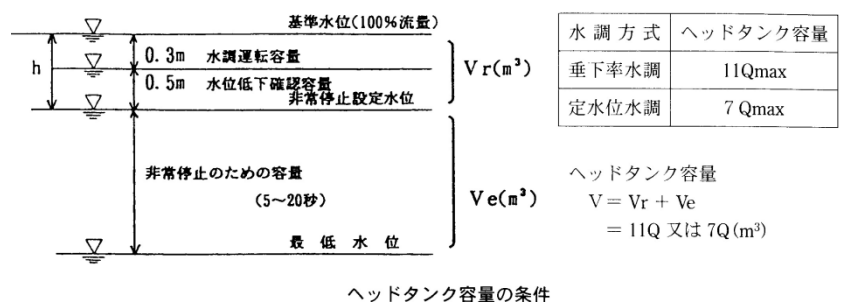 基準水位(100%流量)
h
0.3m 水調運転容量
0.5m 水位低下確認容量
非常停止設定水位
Vr(m³)
非常停止のための容量
(5〜20秒)
Ve(m³)
最低水位
水調方式 ヘッドタンク容量
垂下率水調 11Qmax
定水位水調 7 Qmax
ヘッドタンク容量
V = Vr + Ve
= 11Q 又は 7Q(m³)
ヘッドタンク容量の条件